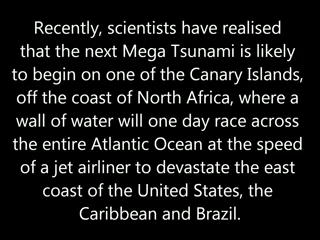 Recently, scientists have realised
that the next Mega Tsunami is likely
to begin on one of the Canary Islands,
off the coast of North Africa, where a
wall of water will one day race across
the entire Atlantic Ocean at the speed
of a jet airliner to devastate the east
coast of the United States, the
Caribbean and Brazil.